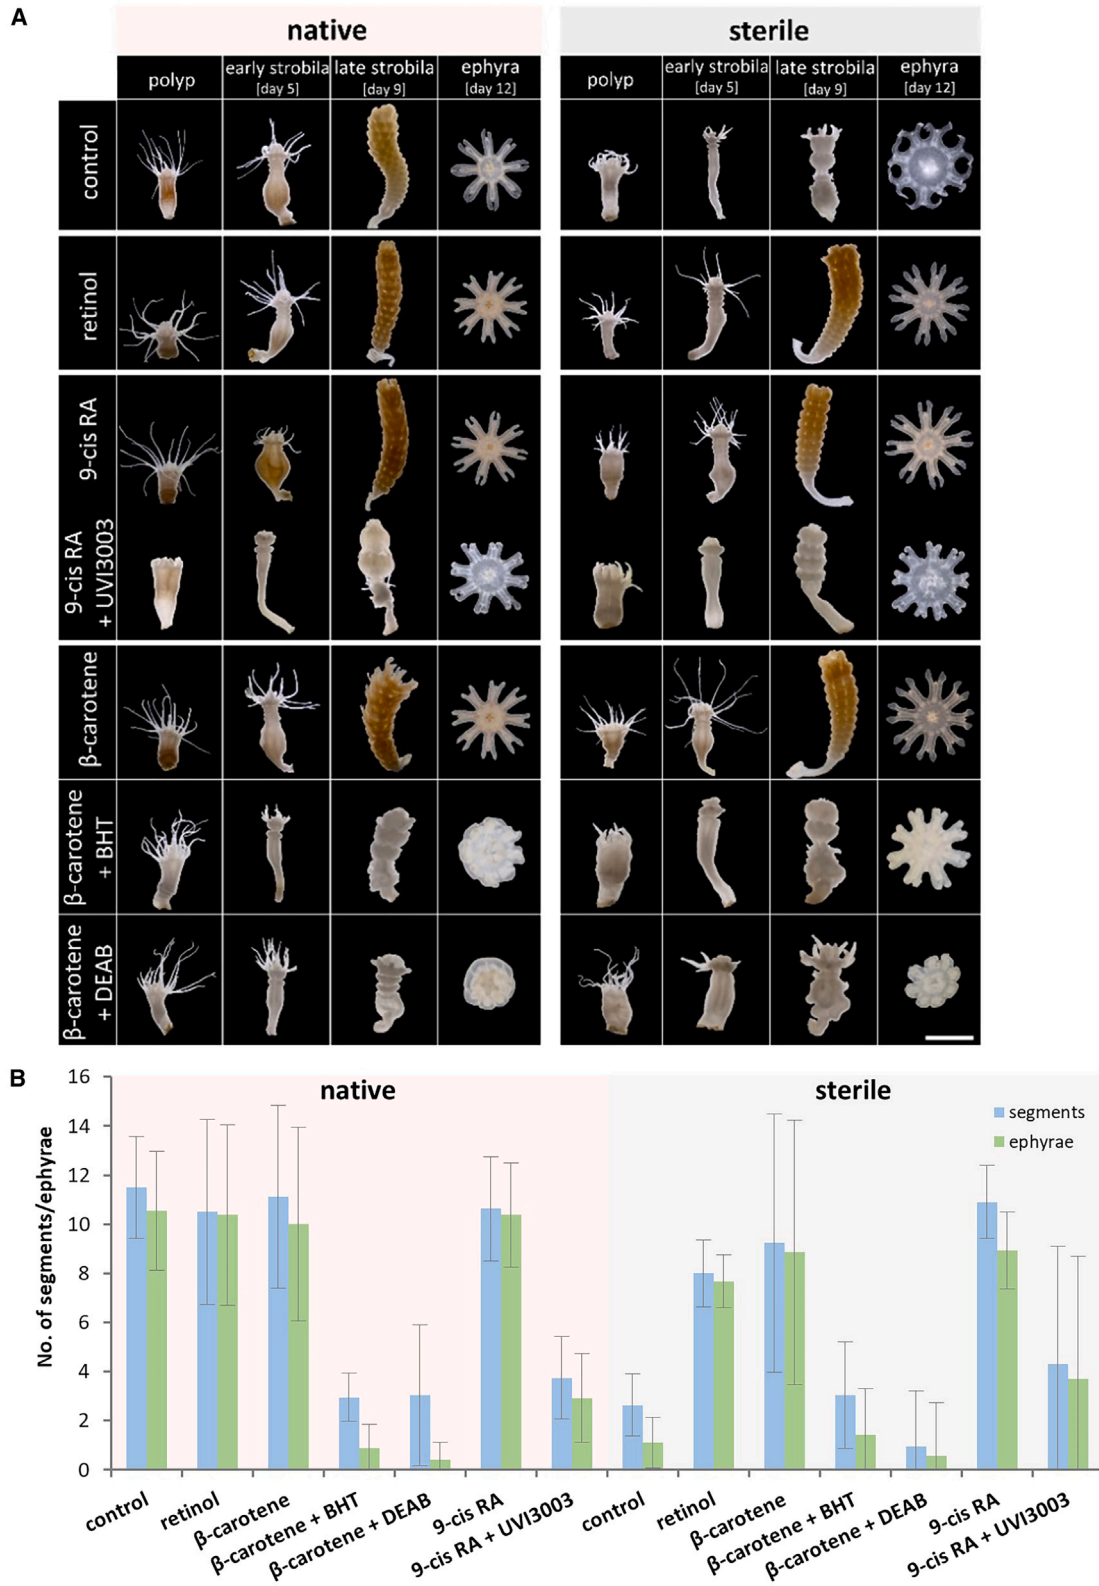 A
native
sterile
polyp
early strobila
[day 5]
late strobila
[day 9]
ephyra
[day 12]
polyp
early strobila
[day 5]
late strobila
[day 9]
ephyra
[day 12]
control
retinol
9-cis RA
9-cis RA
+ UVI3003
β-carotene
β-carotene
+ BHT
β-carotene
+ DEAB
B
native
sterile
segments
ephyrae
No. of segments/ephyrae
16
14
12
10
8
6
4
2
0
control
retinol
β-carotene
β-carotene + BHT
β-carotene + DEAB
9-cis RA
9-cis RA + UVI3003
control
retinol
β-carotene
β-carotene + BHT
β-carotene + DEAB
9-cis RA
9-cis RA + UVI3003